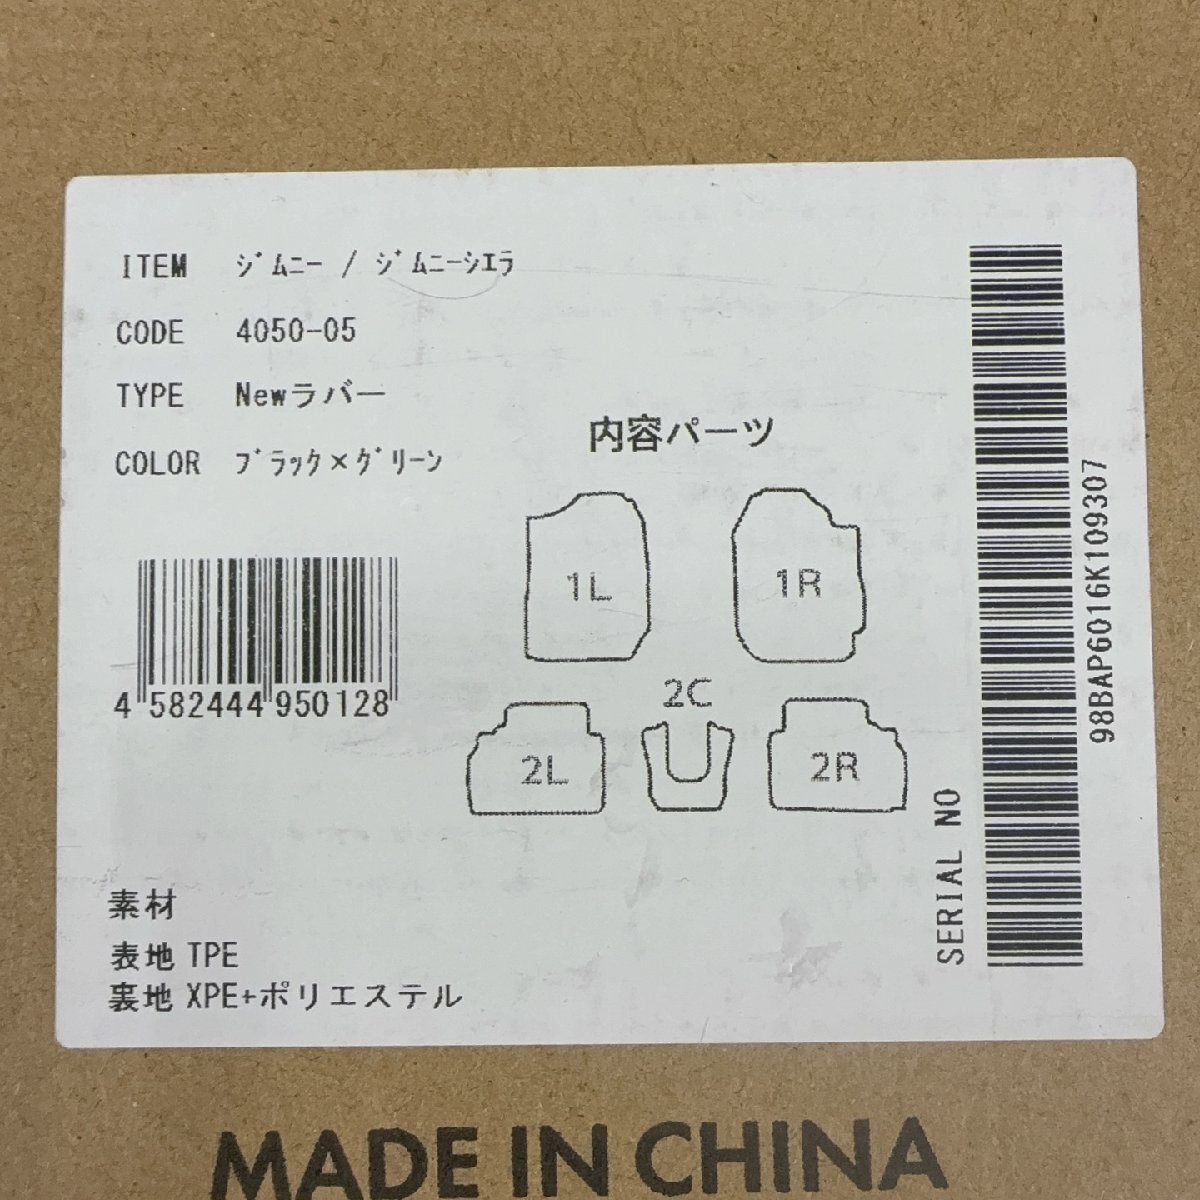 ITEM ｼﾞﾑﾆｰ / ｼﾞﾑﾆｰｼｴﾗ
CODE 4050-05
TYPE Newラバー
COLOR ﾌﾞﾗｯｸ×ｸﾞﾘｰﾝ
内容パーツ
1L
1R
2C
2L
2R
4 582444 950128
素材
表地 TPE
裏地 XPE+ポリエステル
SERIAL NO
98BAP6016K109307
MADE IN CHINA